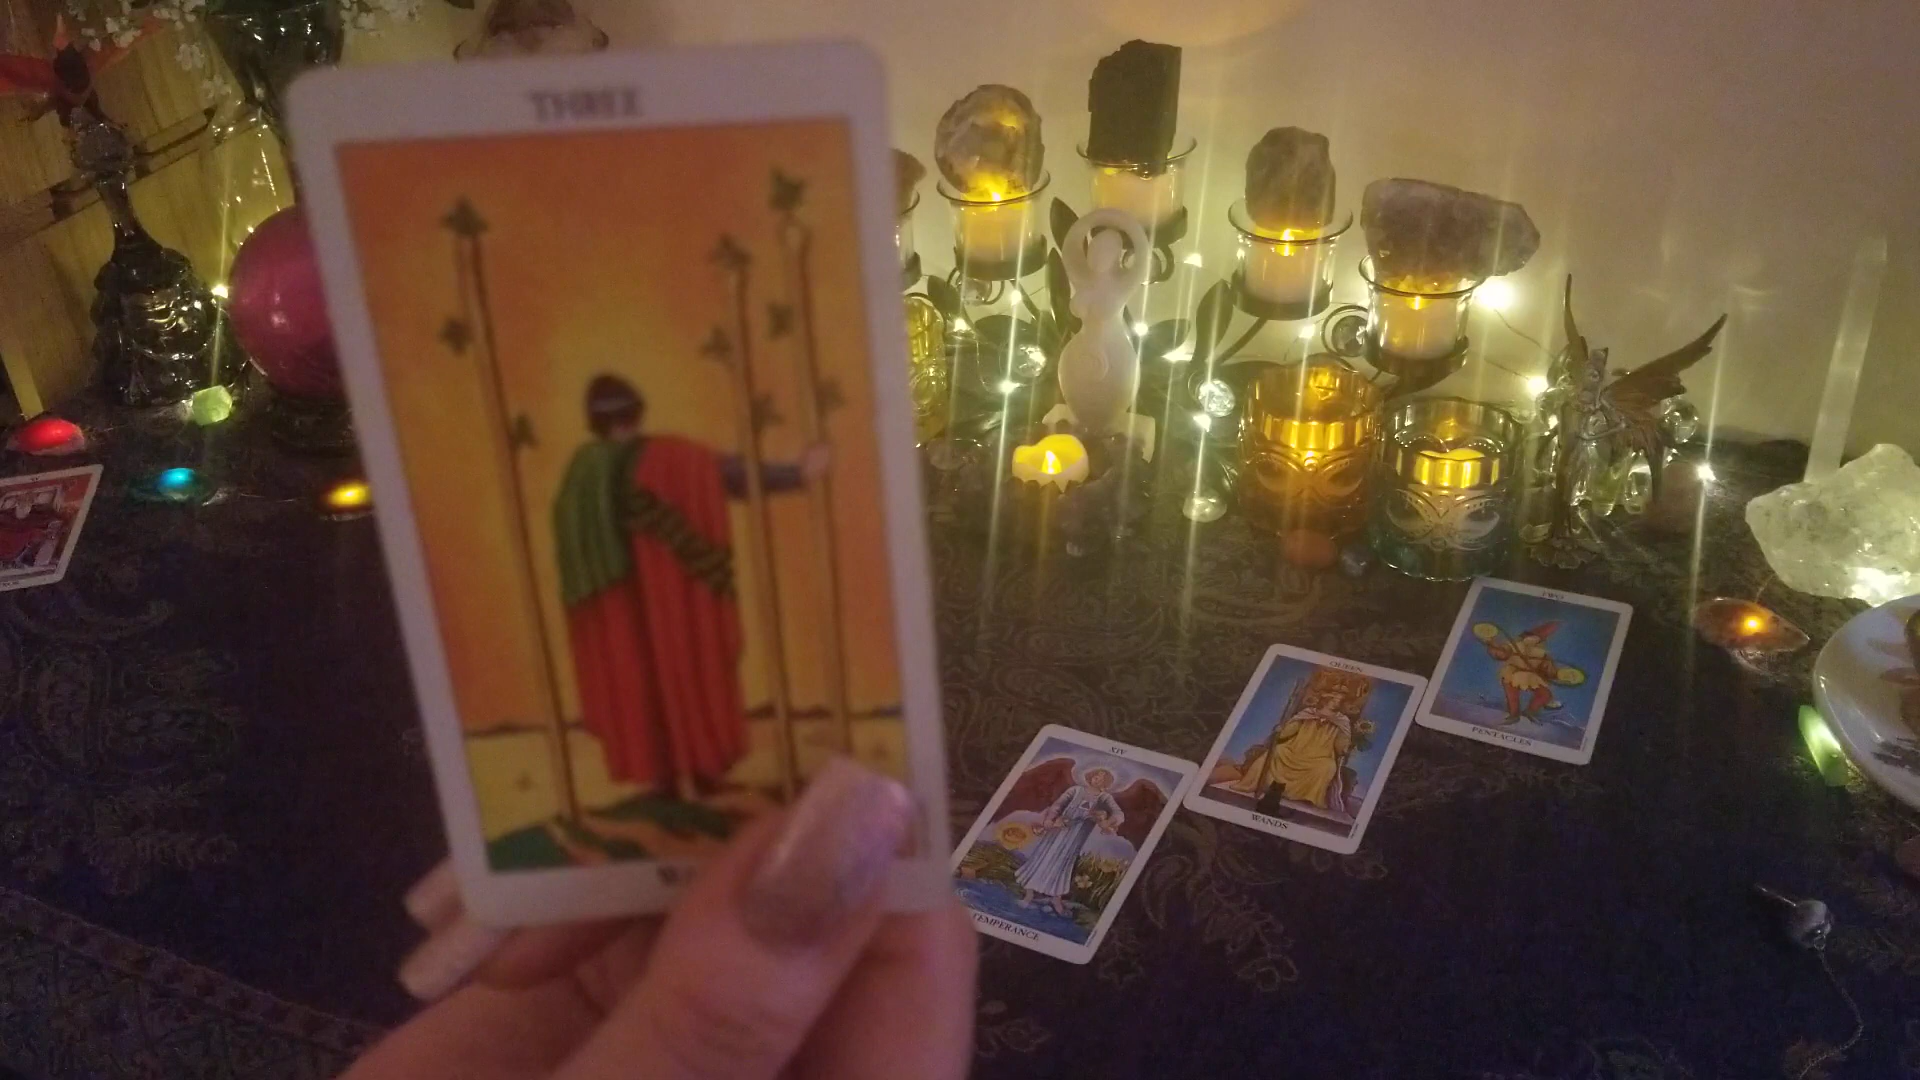 THREE
TWO
PENTACLES
QUEEN
WANDS
XIV
TEMPERANCE